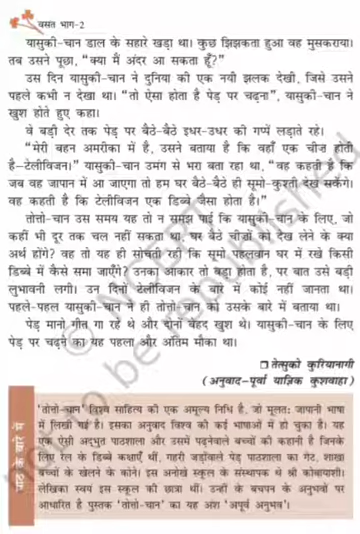 वसंत भाग-2
यासुकी-चान डाल के सहारे खड़ा था। कुछ झिझकता हुआ वह मुसकराया।
तब उसने पूछा, “क्या मैं अंदर आ सकता हूँ?”
उस दिन यासुकी-चान ने दुनिया की एक नयी झलक देखी, जिसे उसने
पहले कभी न देखा था। “तो ऐसा होता है पेड़ पर चढ़ना”, यासुकी-चान ने
खुश होते हुए कहा।
वे बड़ी देर तक पेड़ पर बैठे-बैठे इधर-उधर की गप्पें लड़ाते रहे।
“मेरी बहन अमरीका में है, उसने बताया है कि वहाँ एक चीज़ होती
है–टेलीविज़न।” यासुकी-चान उमंग से भरा बता रहा था, “वह कहती है कि
जब वह जापान में आ जाएगा तो हम घर बैठे-बैठे ही सूमो-कुश्ती देख सकेंगे।
वह कहती है कि टेलीविज़न एक डिब्बे जैसा होता है।”
तोत्तो-चान उस समय यह तो न समझ पाई कि यासुकी-चान के लिए, जो
कहीं भी दूर तक चल नहीं सकता था, घर बैठे चीज़ों को देख लेने के क्या
अर्थ होंगे? वह तो यह ही सोचती रही कि सूमो पहलवान घर में रखे किसी
डिब्बे में कैसे समा जाएँगे? उनका आकार तो बड़ा होता है, पर बात उसे बड़ी
लुभावनी लगी। उन दिनों टेलीविज़न के बारे में कोई नहीं जानता था।
पहले-पहल यासुकी-चान ने ही तोत्तो-चान को उसके बारे में बताया था।
पेड़ मानो गीत गा रहे थे और दोनों बेहद खुश थे। यासुकी-चान के लिए
पेड़ पर चढ़ने का यह पहला और अंतिम मौका था।
❒ तेत्सुको कुरियानागी
(अनुवाद-पूर्वा याज्ञिक कुशवाहा)
पाठ के बारे में
‘तोत्तो-चान’ विश्व साहित्य की एक अमूल्य निधि है, जो मूलतः जापानी भाषा
में लिखी गई है। इसका अनुवाद विश्व की कई भाषाओं में हो चुका है। यह
एक ऐसी अद्भुत पाठशाला और उसमें पढ़नेवाले बच्चों की कहानी है जिनके
लिए रेल के डिब्बे कक्षाएँ थीं, गहरी जड़ोंवाले पेड़ पाठशाला का गेट, शाखा
बच्चों के खेलने के कोने। इस अनोखे स्कूल के संस्थापक थे श्री कोबायाशी।
लेखिका स्वयं इस स्कूल की छात्रा थीं। उन्हीं के बचपन के अनुभवों पर
आधारित है पुस्तक ‘तोत्तो-चान’ का यह अंश ‘अपूर्व अनुभव’।
© NCERT
not to be republished